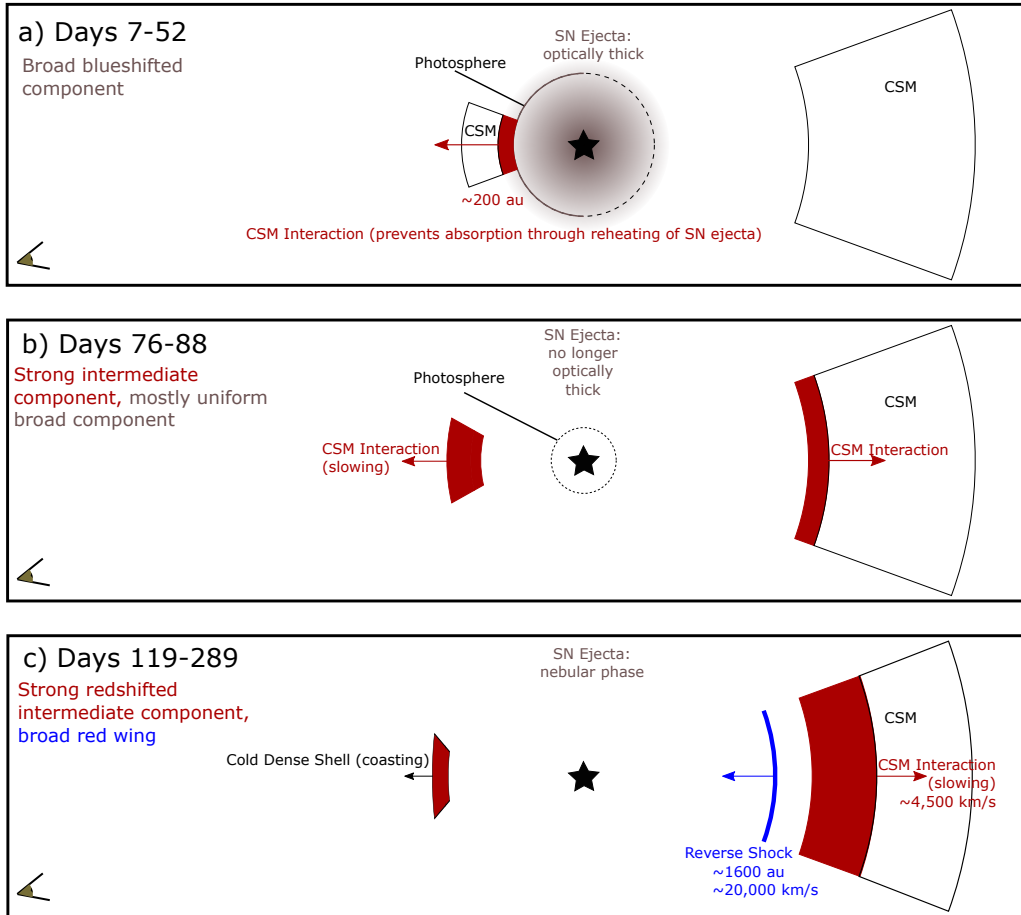 a) Days 7-52
Broad blueshifted
component
SN Ejecta:
optically thick
Photosphere
CSM
CSM
~200 au
CSM Interaction (prevents absorption through reheating of SN ejecta)
b) Days 76-88
Strong intermediate
component, mostly uniform
broad component
SN Ejecta:
no longer
optically
thick
Photosphere
CSM
CSM Interaction
(slowing)
CSM Interaction
c) Days 119-289
Strong redshifted
intermediate component,
broad red wing
SN Ejecta:
nebular phase
CSM
Cold Dense Shell (coasting)
CSM Interaction
(slowing)
~4,500 km/s
Reverse Shock
~1600 au
~20,000 km/s